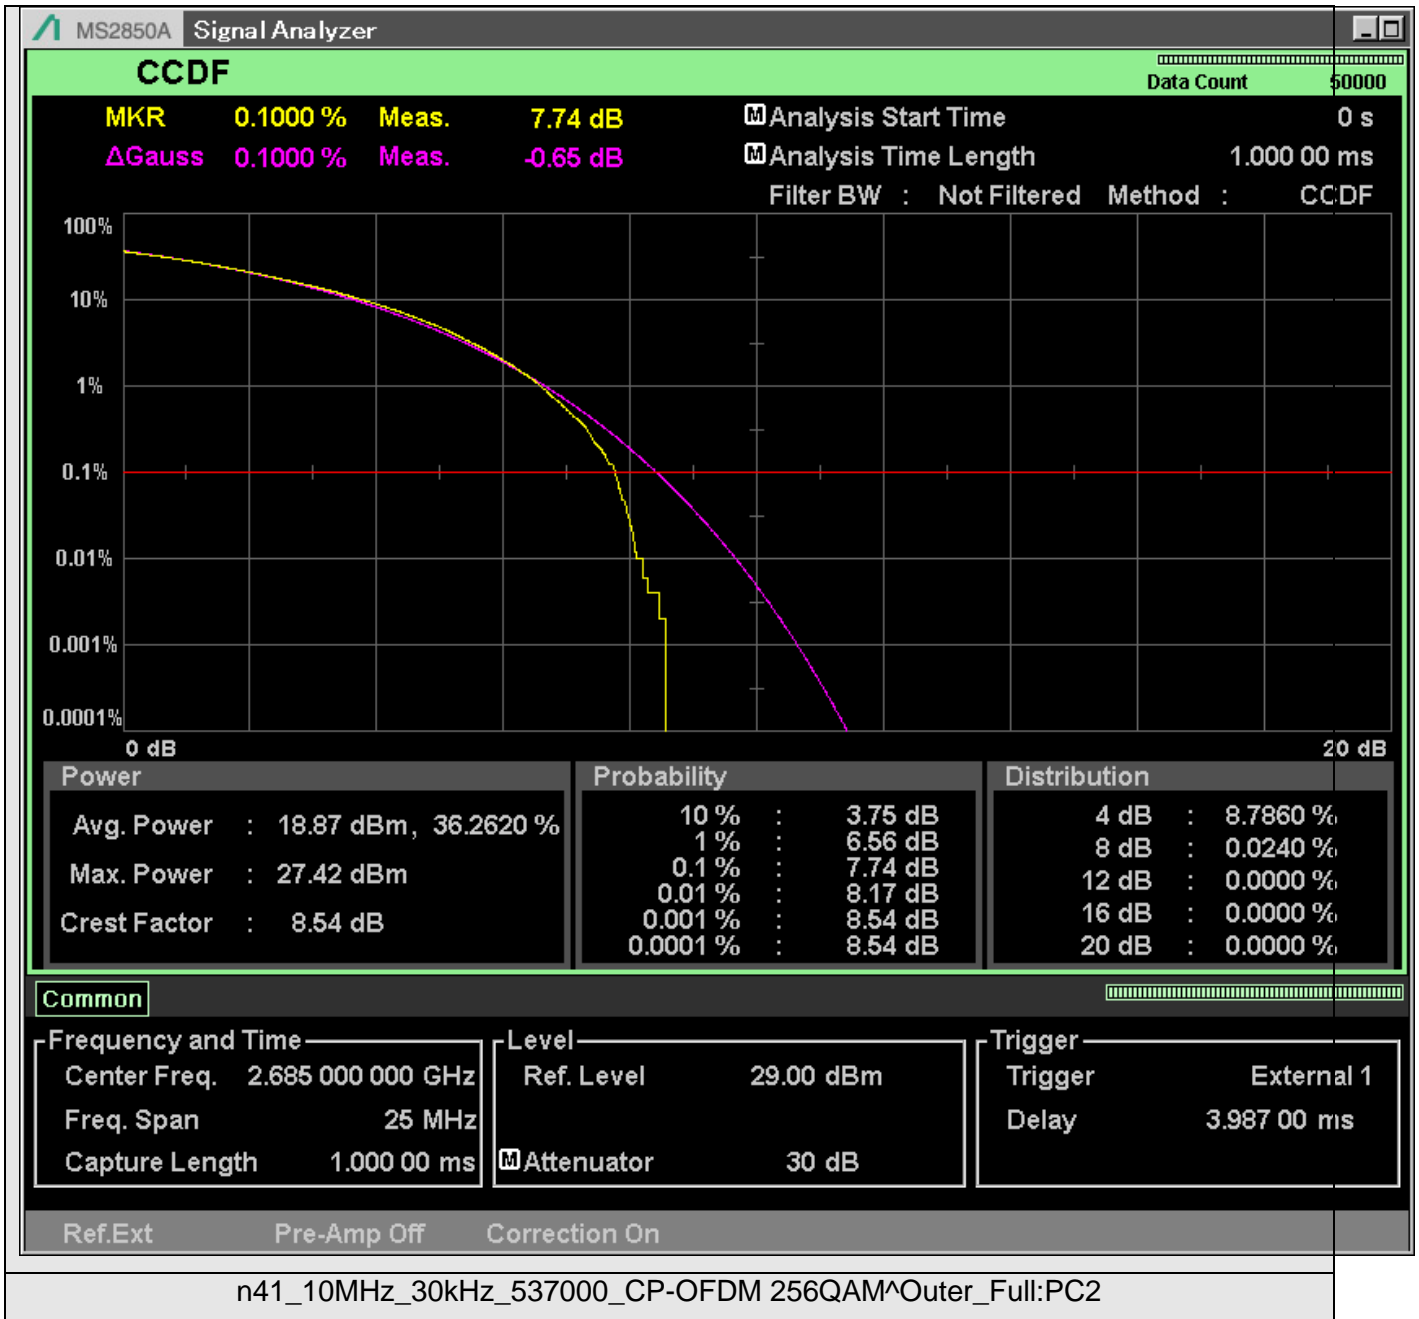 MS2850A Signal Analyzer
CCDF
Data Count 50000
MKR 0.1000 % Meas. 7.74 dB
ΔGauss 0.1000 % Meas. -0.65 dB
M Analysis Start Time 0 s
M Analysis Time Length 1.000 00 ms
Filter BW : Not Filtered Method : CCDF
100%
10%
1%
0.1%
0.01%
0.001%
0.0001%
0 dB 20 dB
Power
Avg. Power : 18.87 dBm, 36.2620 %
Max. Power : 27.42 dBm
Crest Factor : 8.54 dB
Probability
10 % : 3.75 dB
1 % : 6.56 dB
0.1 % : 7.74 dB
0.01 % : 8.17 dB
0.001 % : 8.54 dB
0.0001 % : 8.54 dB
Distribution
4 dB : 8.7860 %
8 dB : 0.0240 %
12 dB : 0.0000 %
16 dB : 0.0000 %
20 dB : 0.0000 %
Common
Frequency and Time
Center Freq. 2.685 000 000 GHz
Freq. Span 25 MHz
Capture Length 1.000 00 ms
Level
Ref. Level 29.00 dBm
M Attenuator 30 dB
Trigger
Trigger External 1
Delay 3.987 00 ms
Ref.Ext Pre-Amp Off Correction On
n41_10MHz_30kHz_537000_CP-OFDM 256QAM^Outer_Full:PC2